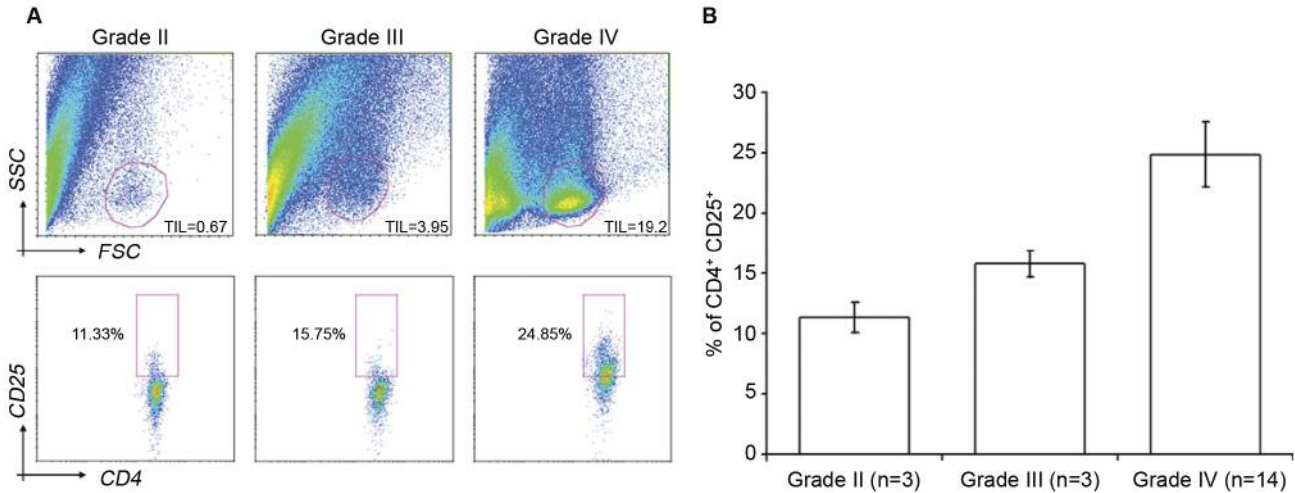 A
Grade II
Grade III
Grade IV
SSC
TIL=0.67
TIL=3.95
TIL=19.2
FSC
11.33%
15.75%
24.85%
CD25
CD4
B
% of CD4⁺ CD25⁺
30
25
20
15
10
5
0
Grade II (n=3)
Grade III (n=3)
Grade IV (n=14)